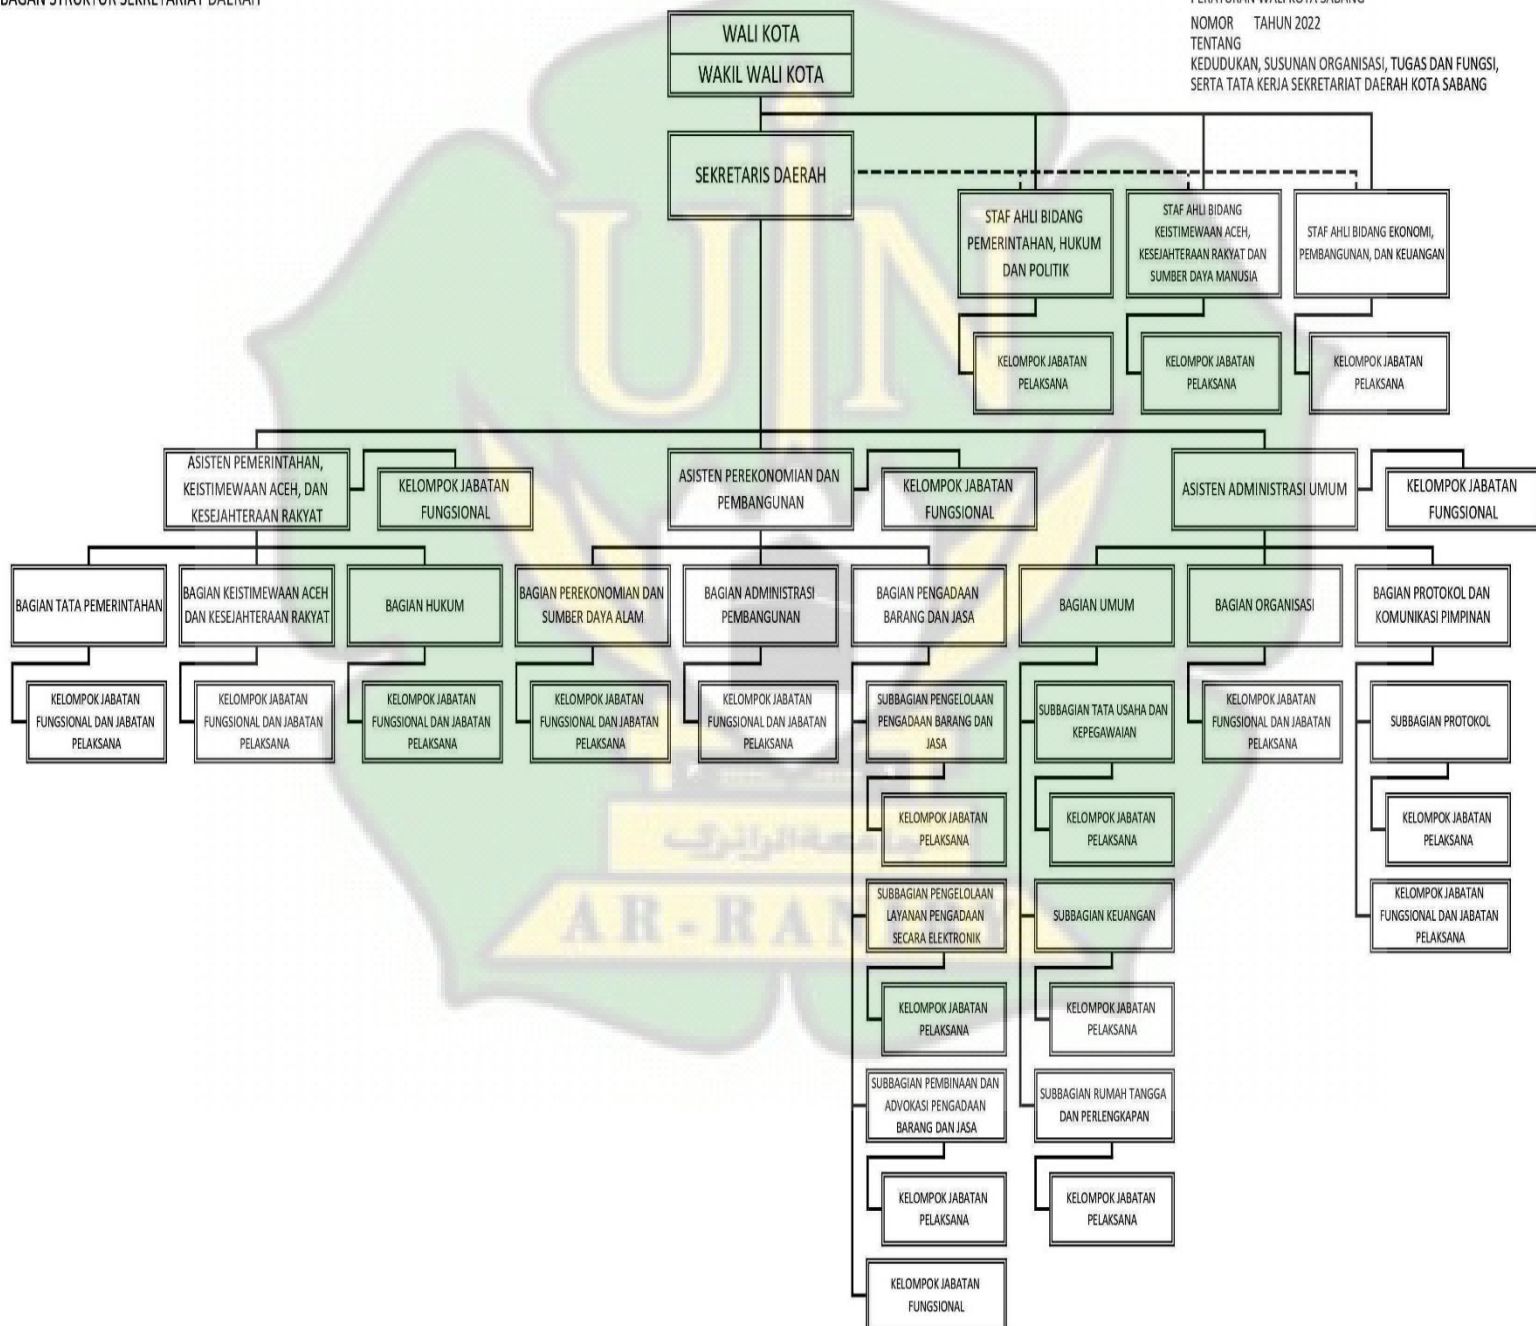 BAGAN STRUKTUR SEKRETARIAT DAERAH
PERATURAN WALI KOTA SABANG
NOMOR TAHUN 2022
TENTANG
KEDUDUKAN, SUSUNAN ORGANISASI, TUGAS DAN FUNGSI,
SERTA TATA KERJA SEKRETARIAT DAERAH KOTA SABANG
WALI KOTA
WAKIL WALI KOTA
SEKRETARIS DAERAH
STAF AHLI BIDANG
PEMERINTAHAN, HUKUM
DAN POLITIK
STAF AHLI BIDANG
KEISTIMEWAAN ACEH,
KESEJAHTERAAN RAKYAT DAN
SUMBER DAYA MANUSIA
STAF AHLI BIDANG EKONOMI,
PEMBANGUNAN, DAN KEUANGAN
KELOMPOK JABATAN
PELAKSANA
KELOMPOK JABATAN
PELAKSANA
KELOMPOK JABATAN
PELAKSANA
UIN
ASISTEN PEMERINTAHAN,
KEISTIMEWAAN ACEH, DAN
KESEJAHTERAAN RAKYAT
KELOMPOK JABATAN
FUNGSIONAL
ASISTEN PEREKONOMIAN DAN
PEMBANGUNAN
KELOMPOK JABATAN
FUNGSIONAL
ASISTEN ADMINISTRASI UMUM
KELOMPOK JABATAN
FUNGSIONAL
BAGIAN TATA PEMERINTAHAN
BAGIAN KEISTIMEWAAN ACEH
DAN KESEJAHTERAAN RAKYAT
BAGIAN HUKUM
BAGIAN PEREKONOMIAN DAN
SUMBER DAYA ALAM
BAGIAN ADMINISTRASI
PEMBANGUNAN
BAGIAN PENGADAAN
BARANG DAN JASA
BAGIAN UMUM
BAGIAN ORGANISASI
BAGIAN PROTOKOL DAN
KOMUNIKASI PIMPINAN
KELOMPOK JABATAN
FUNGSIONAL DAN JABATAN
PELAKSANA
KELOMPOK JABATAN
FUNGSIONAL DAN JABATAN
PELAKSANA
KELOMPOK JABATAN
FUNGSIONAL DAN JABATAN
PELAKSANA
KELOMPOK JABATAN
FUNGSIONAL DAN JABATAN
PELAKSANA
KELOMPOK JABATAN
FUNGSIONAL DAN JABATAN
PELAKSANA
SUBBAGIAN PENGELOLAAN
PENGADAAN BARANG DAN
JASA
SUBBAGIAN TATA USAHA DAN
KEPEGAWAIAN
KELOMPOK JABATAN
FUNGSIONAL DAN JABATAN
PELAKSANA
SUBBAGIAN PROTOKOL
KELOMPOK JABATAN
PELAKSANA
KELOMPOK JABATAN
PELAKSANA
KELOMPOK JABATAN
PELAKSANA
جامعة الرانيري
SUBBAGIAN PENGELOLAAN
LAYANAN PENGADAAN
SECARA ELEKTRONIK
SUBBAGIAN KEUANGAN
KELOMPOK JABATAN
FUNGSIONAL DAN JABATAN
PELAKSANA
AR-RANIRY
KELOMPOK JABATAN
PELAKSANA
KELOMPOK JABATAN
PELAKSANA
SUBBAGIAN PEMBINAAN DAN
ADVOKASI PENGADAAN
BARANG DAN JASA
SUBBAGIAN RUMAH TANGGA
DAN PERLENGKAPAN
KELOMPOK JABATAN
PELAKSANA
KELOMPOK JABATAN
PELAKSANA
KELOMPOK JABATAN
FUNGSIONAL